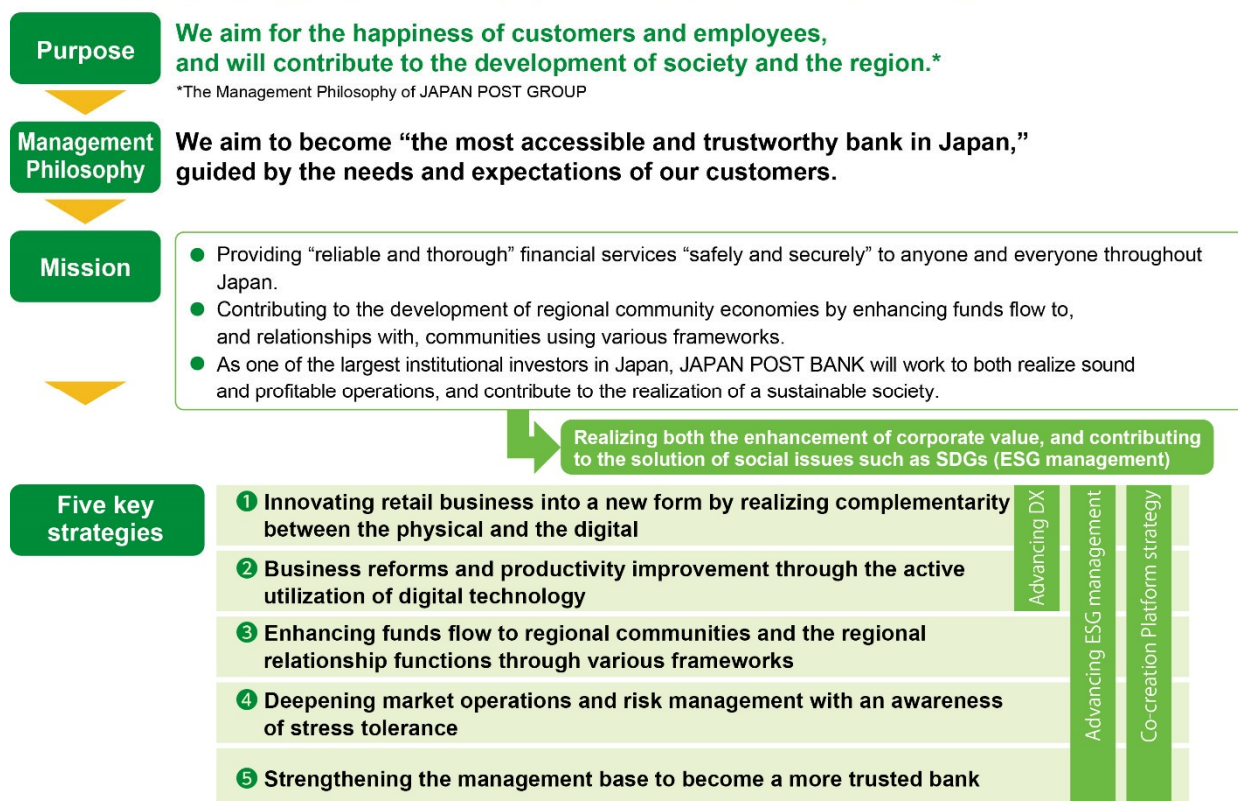 Purpose
We aim for the happiness of customers and employees,
and will contribute to the development of society and the region.*
*The Management Philosophy of JAPAN POST GROUP
Management
Philosophy
We aim to become “the most accessible and trustworthy bank in Japan,”
guided by the needs and expectations of our customers.
Mission
● Providing “reliable and thorough” financial services “safely and securely” to anyone and everyone throughout
Japan.
● Contributing to the development of regional community economies by enhancing funds flow to,
and relationships with, communities using various frameworks.
● As one of the largest institutional investors in Japan, JAPAN POST BANK will work to both realize sound
and profitable operations, and contribute to the realization of a sustainable society.
Realizing both the enhancement of corporate value, and contributing
to the solution of social issues such as SDGs (ESG management)
Five key
strategies
❶ Innovating retail business into a new form by realizing complementarity
between the physical and the digital
❷ Business reforms and productivity improvement through the active
utilization of digital technology
❸ Enhancing funds flow to regional communities and the regional
relationship functions through various frameworks
❹ Deepening market operations and risk management with an awareness
of stress tolerance
❺ Strengthening the management base to become a more trusted bank
Advancing DX
Advancing ESG management
Co-creation Platform strategy